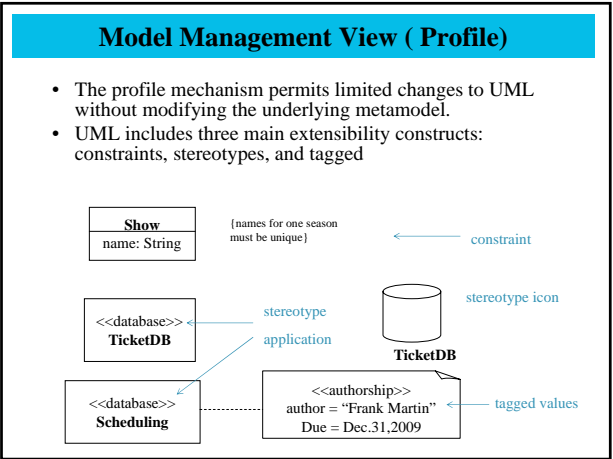 Model Management View ( Profile)
• The profile mechanism permits limited changes to UML
without modifying the underlying metamodel.
• UML includes three main extensibility constructs:
constraints, stereotypes, and tagged
Show
name: String
{names for one season
must be unique}
constraint
<<database>>
TicketDB
stereotype
application
stereotype icon
TicketDB
<<database>>
Scheduling
<<authorship>>
author = “Frank Martin”
Due = Dec.31,2009
tagged values